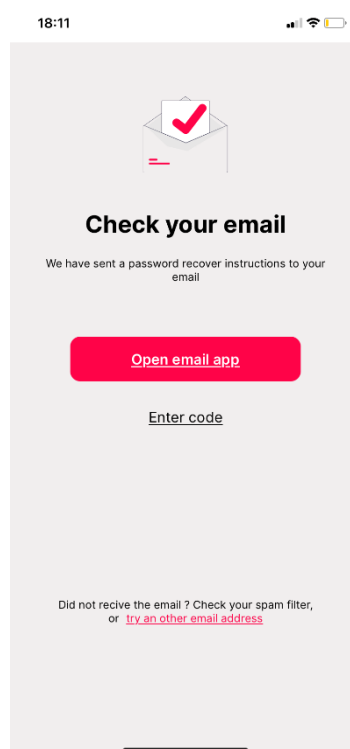 18:11
Check your email
We have sent a password recover instructions to your
email
Open email app
Enter code
Did not recive the email ? Check your spam filter,
or try an other email address